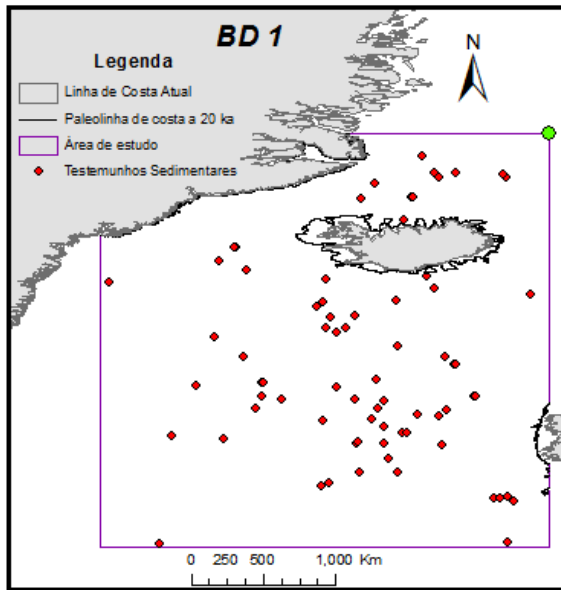 BD 1
Legenda
N
Linha de Costa Atual
Paleolinha de costa a 20 ka
Área de estudo
Testemunhos Sedimentares
0 250 500 1,000 Km